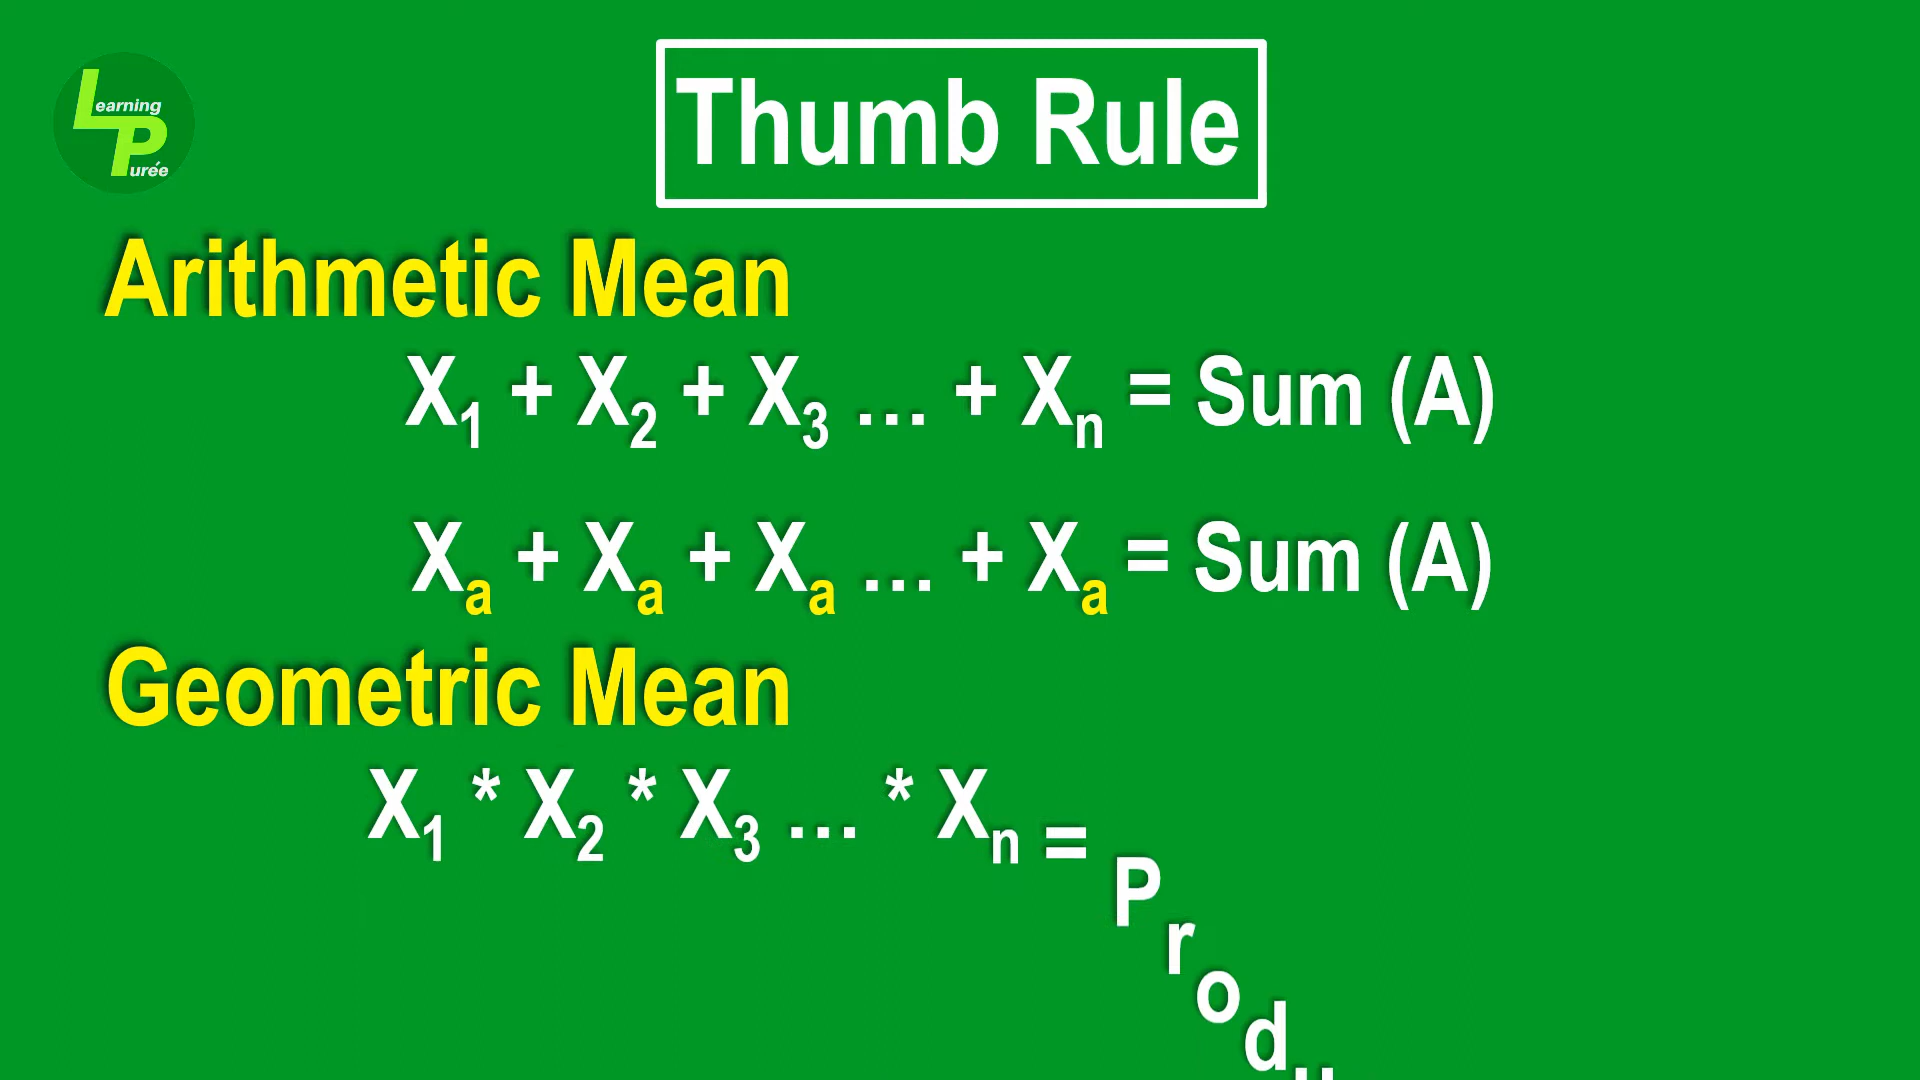 Learning
Purée
Thumb Rule
Arithmetic Mean
X₁ + X₂ + X₃ … + Xₙ = Sum (A)
Xₐ + Xₐ + Xₐ … + Xₐ = Sum (A)
Geometric Mean
X₁ * X₂ * X₃ … * Xₙ = Produ